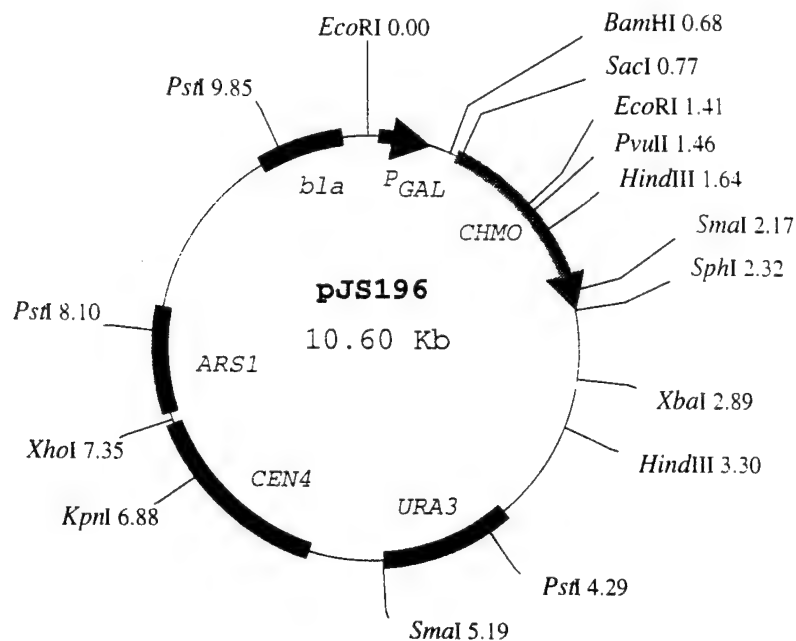 EcoRI 0.00
BamHI 0.68
SacI 0.77
EcoRI 1.41
PvuII 1.46
HindIII 1.64
SmaI 2.17
SphI 2.32
XbaI 2.89
HindIII 3.30
PstI 4.29
SmaI 5.19
KpnI 6.88
XhoI 7.35
PstI 8.10
PstI 9.85
bla
PGAL
CHMO
pJS196
10.60 Kb
ARS1
CEN4
URA3